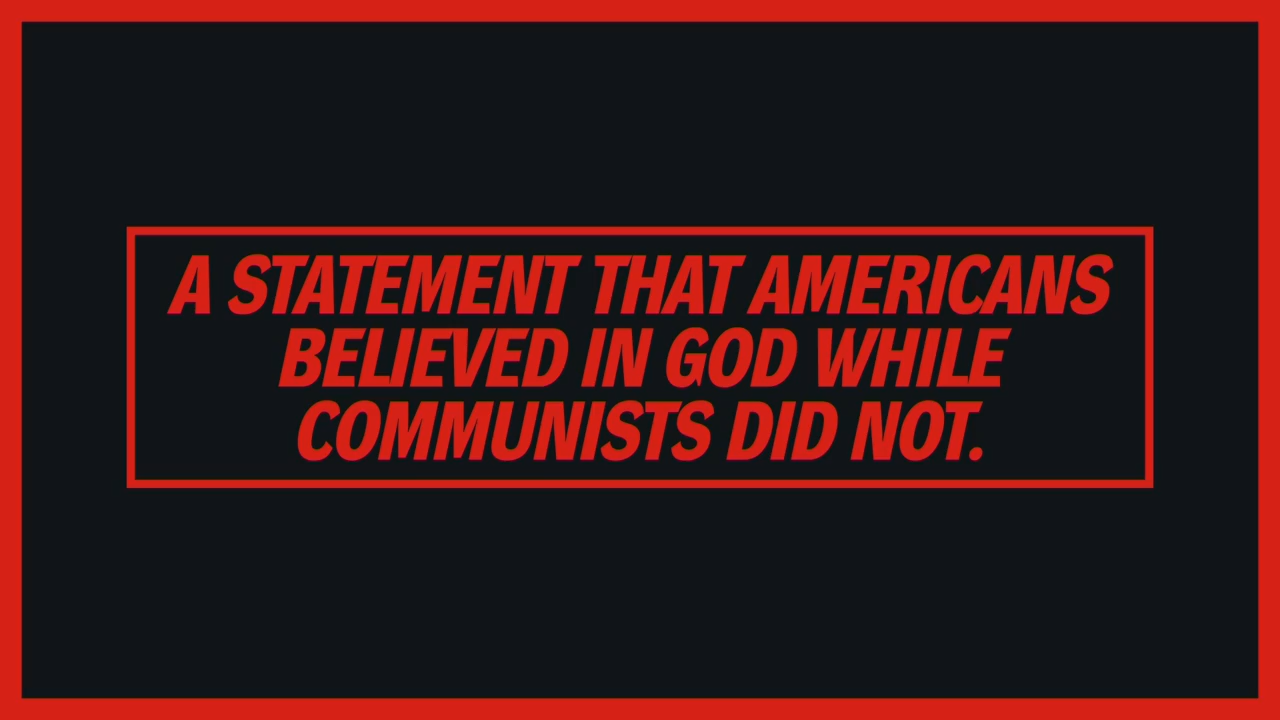 A STATEMENT THAT AMERICANS
BELIEVED IN GOD WHILE
COMMUNISTS DID NOT.